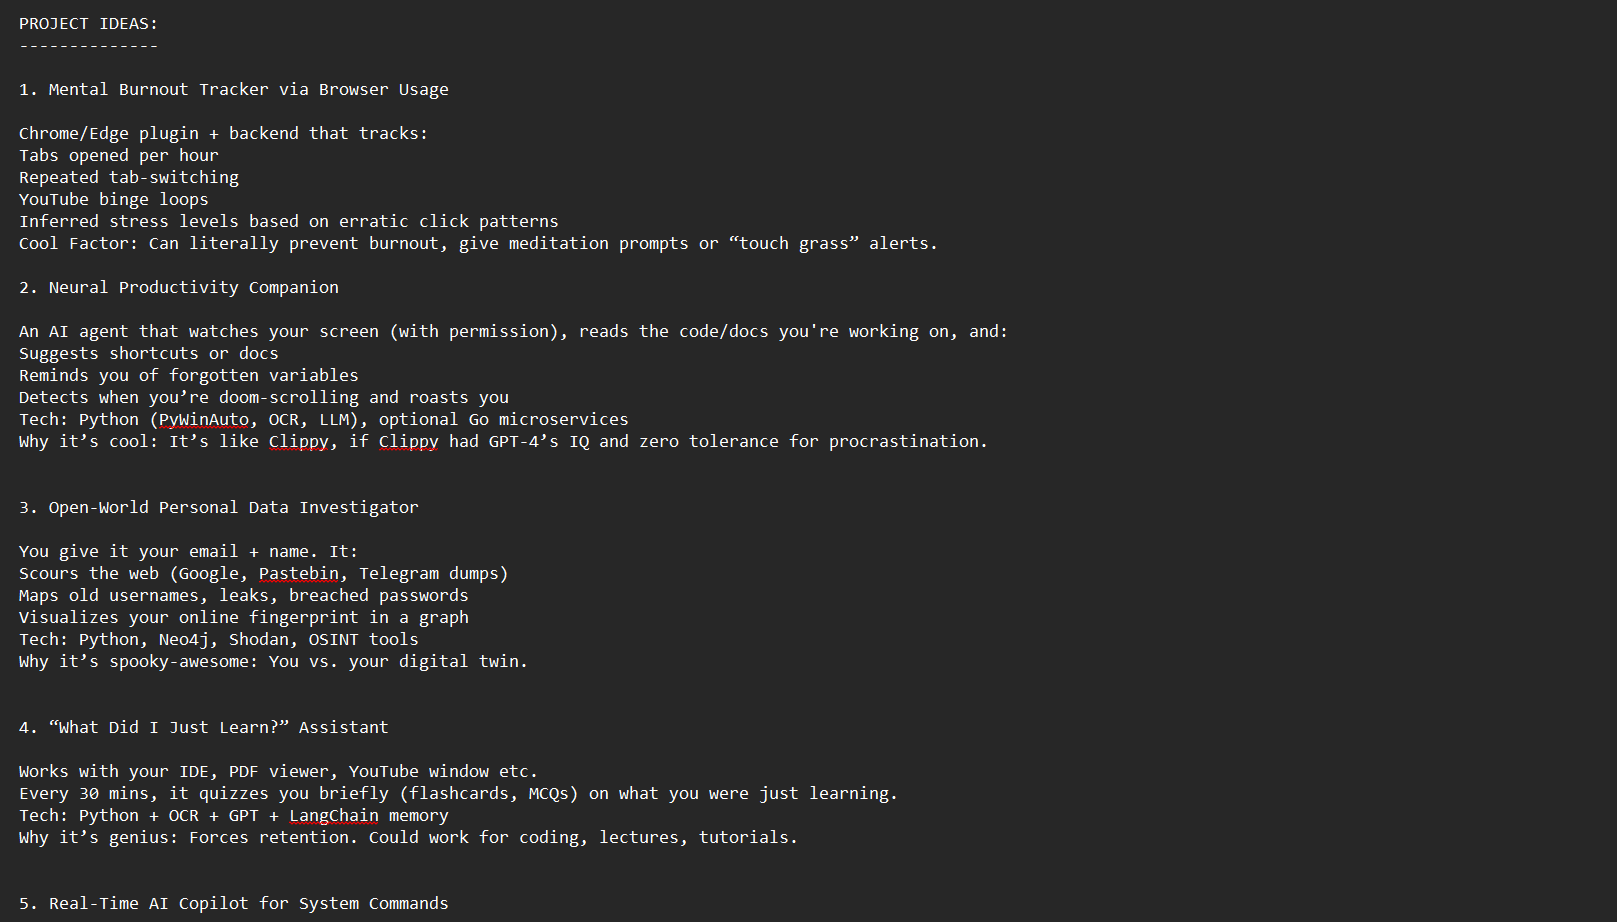 PROJECT IDEAS:
--------------
1. Mental Burnout Tracker via Browser Usage
Chrome/Edge plugin + backend that tracks:
Tabs opened per hour
Repeated tab-switching
YouTube binge loops
Inferred stress levels based on erratic click patterns
Cool Factor: Can literally prevent burnout, give meditation prompts or “touch grass” alerts.
2. Neural Productivity Companion
An AI agent that watches your screen (with permission), reads the code/docs you're working on, and:
Suggests shortcuts or docs
Reminds you of forgotten variables
Detects when you’re doom-scrolling and roasts you
Tech: Python (PyWinAuto, OCR, LLM), optional Go microservices
Why it’s cool: It’s like Clippy, if Clippy had GPT-4’s IQ and zero tolerance for procrastination.
3. Open-World Personal Data Investigator
You give it your email + name. It:
Scours the web (Google, Pastebin, Telegram dumps)
Maps old usernames, leaks, breached passwords
Visualizes your online fingerprint in a graph
Tech: Python, Neo4j, Shodan, OSINT tools
Why it’s spooky-awesome: You vs. your digital twin.
4. “What Did I Just Learn?” Assistant
Works with your IDE, PDF viewer, YouTube window etc.
Every 30 mins, it quizzes you briefly (flashcards, MCQs) on what you were just learning.
Tech: Python + OCR + GPT + LangChain memory
Why it’s genius: Forces retention. Could work for coding, lectures, tutorials.
5. Real-Time AI Copilot for System Commands